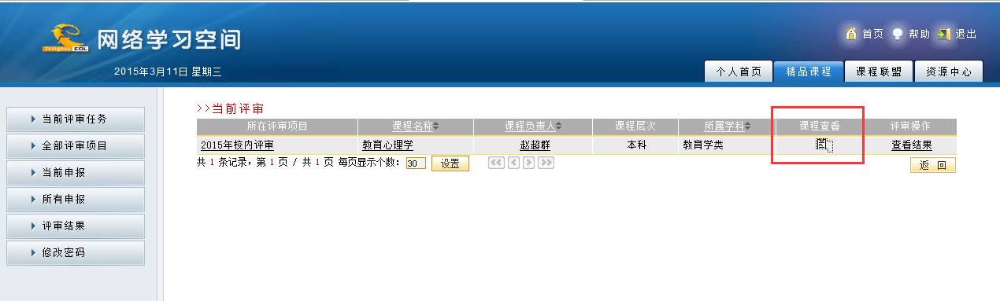 网络学习空间
Tsinghua EOL
首页 帮助 退出
2015年3月11日 星期三
个人首页 精品课程 课程联盟 资源中心
当前评审任务
全部评审项目
当前申报
所有申报
评审结果
修改密码
>>当前评审
所在评审项目 课程名称 课程负责人 课程层次 所属学科 课程查看 评审操作
2015年校内评审 教育心理学 赵超群 本科 教育学类 查看结果
共 1 条记录，第 1 页 / 共 1 页 每页显示个数： 30 设置
返 回